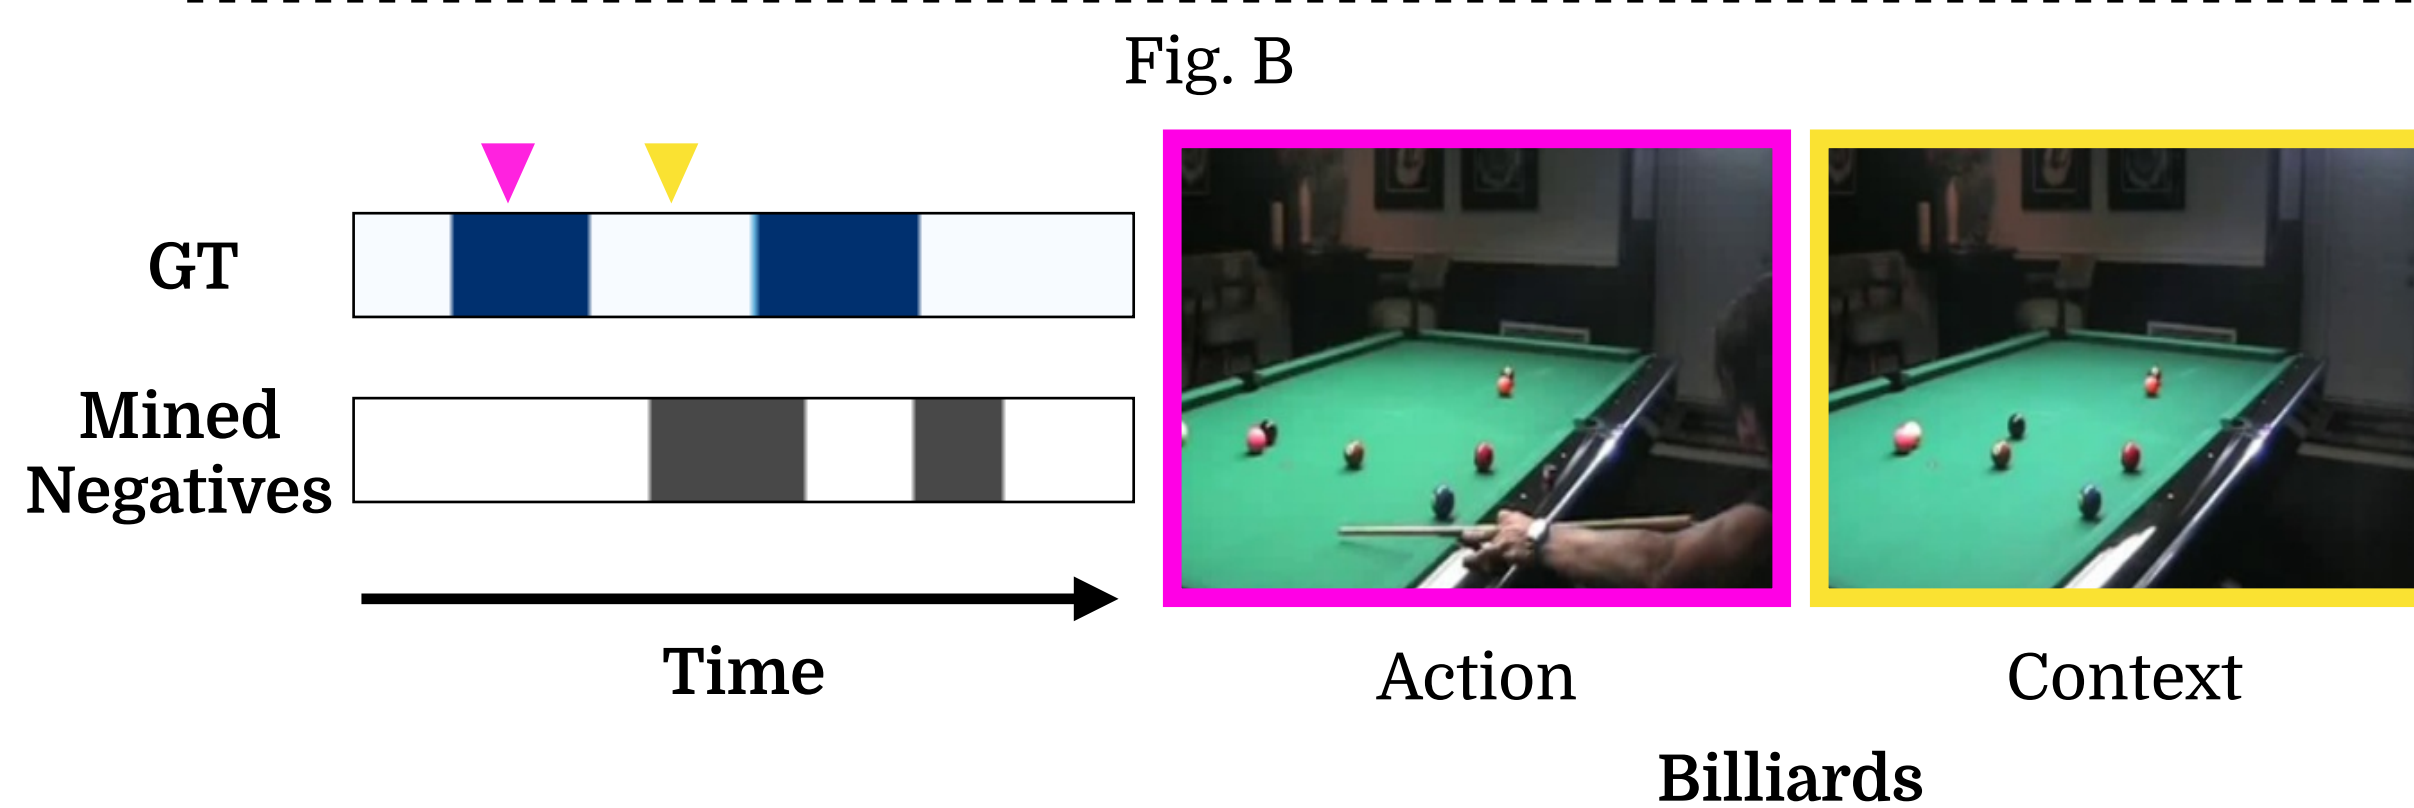 Fig. B
GT
Mined
Negatives
Time
Action
Context
Billiards